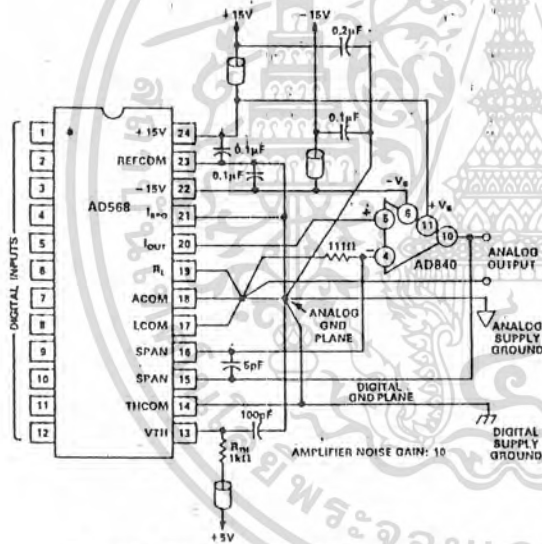 +15V
-15V
0.2µF
0.1µF
0.1µF
0.1µF
DIGITAL INPUTS
1
2
3
4
5
6
7
8
9
10
11
12
AD568
+15V
24
REFCOM
23
-15V
22
21
IOUT
20
RL
19
ACOM
18
LCOM
17
SPAN
16
SPAN
15
THCOM
14
VTH
13
5pF
100pF
RTH
1kΩ
+5V
111Ω
-VS
+VS
+
-
5
6
11
4
10
AD840
ANALOG
OUTPUT
ANALOG
GND
PLANE
ANALOG
SUPPLY
GROUND
DIGITAL
GND PLANE
DIGITAL
SUPPLY
GROUND
AMPLIFIER NOISE GAIN: 10